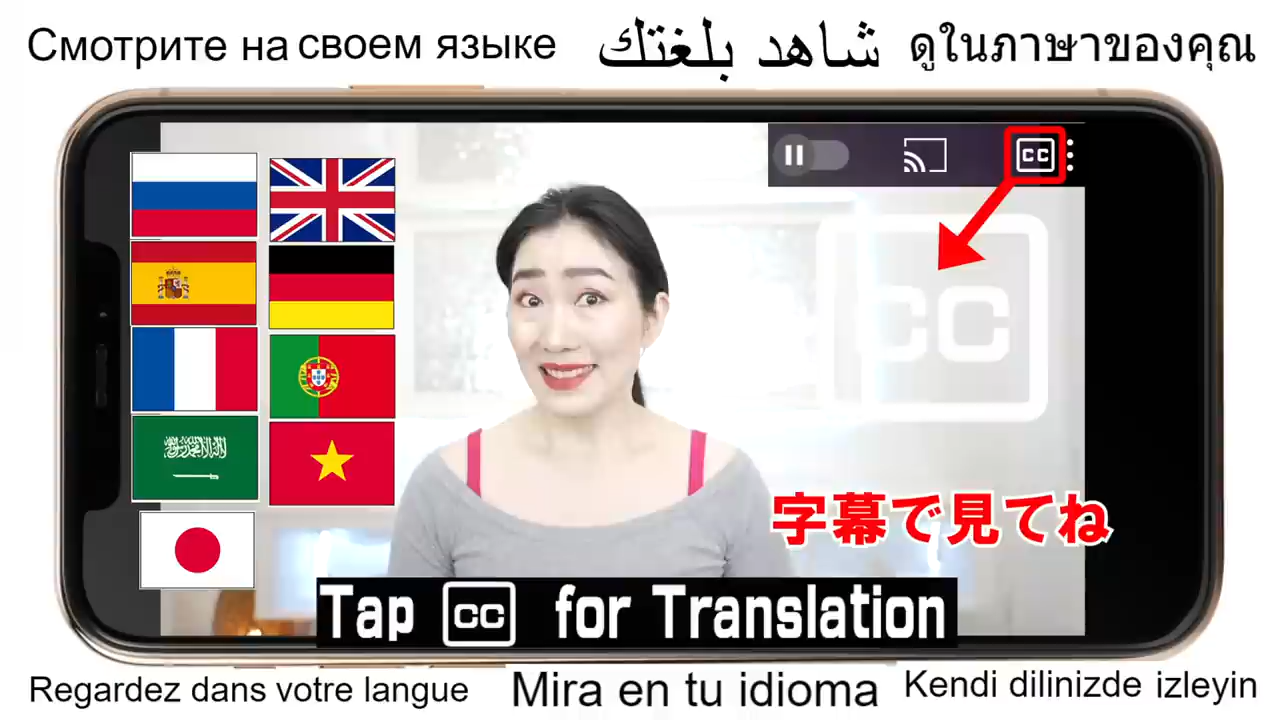 Смотрите на своем языке
شاهد بلغتك
ดูในภาษาของคุณ
CC
CC
字幕で見てね
Tap CC for Translation
Regardez dans votre langue
Mira en tu idioma
Kendi dilinizde izleyin